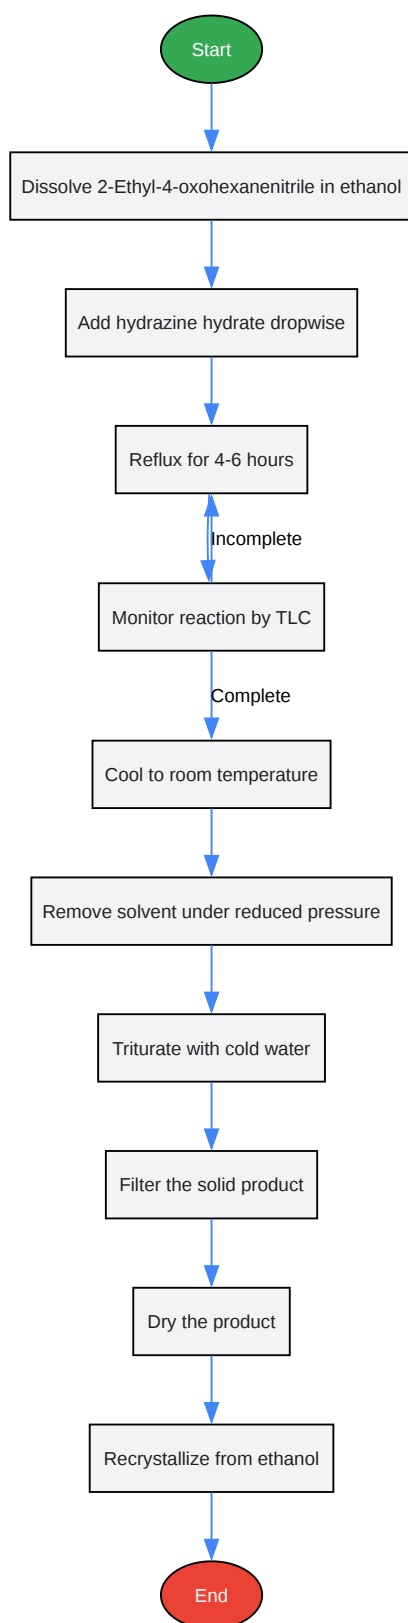 Start
Dissolve 2-Ethyl-4-oxohexanenitrile in ethanol
Add hydrazine hydrate dropwise
Reflux for 4-6 hours
Incomplete
Monitor reaction by TLC
Complete
Cool to room temperature
Remove solvent under reduced pressure
Triturate with cold water
Filter the solid product
Dry the product
Recrystallize from ethanol
End